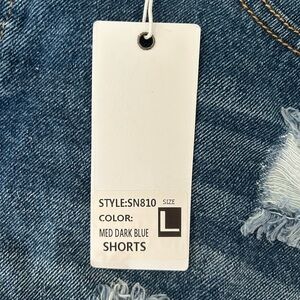 STYLE:SN810 SIZE
COLOR: L
MED DARK BLUE
SHORTS